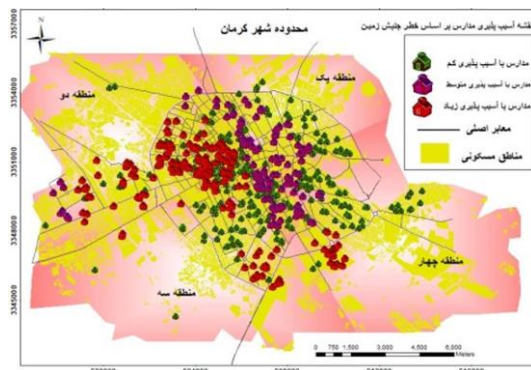 نقشه آسیب پذیری مدارس بر اساس خطر جنبش زمین
محدوده شهر کرمان
مدارس با آسیب پذیری کم
مدارس با آسیب پذیری متوسط
مدارس با آسیب پذیری زیاد
معابر اصلی
مناطق مسکونی
منطقه یک
منطقه دو
منطقه چهار
منطقه سه
N
3357000
3354000
3351000
3348000
3345000
0 750 1,500 3,000 4,500 6,000
Meters